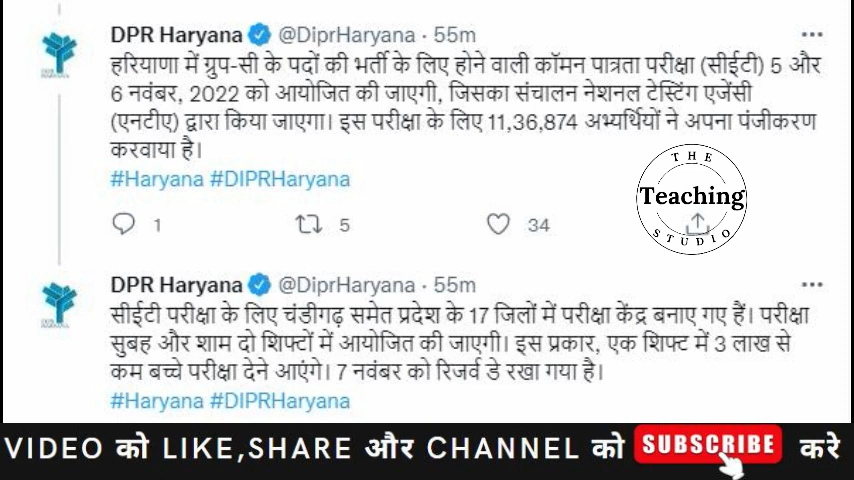 DPR Haryana @DiprHaryana · 55m
हरियाणा में ग्रुप-सी के पदों की भर्ती के लिए होने वाली कॉमन पात्रता परीक्षा (सीईटी) 5 और
6 नवंबर, 2022 को आयोजित की जाएगी, जिसका संचालन नेशनल टेस्टिंग एजेंसी
(एनटीए) द्वारा किया जाएगा। इस परीक्षा के लिए 11,36,874 अभ्यर्थियों ने अपना पंजीकरण
करवाया है।
#Haryana #DIPRHaryana
THE
Teaching
STUDIO
1 5 34
DPR Haryana @DiprHaryana · 55m
सीईटी परीक्षा के लिए चंडीगढ़ समेत प्रदेश के 17 जिलों में परीक्षा केंद्र बनाए गए हैं। परीक्षा
सुबह और शाम दो शिफ्टों में आयोजित की जाएगी। इस प्रकार, एक शिफ्ट में 3 लाख से
कम बच्चे परीक्षा देने आएंगे। 7 नवंबर को रिजर्व डे रखा गया है।
#Haryana #DIPRHaryana
VIDEO को LIKE,SHARE और CHANNEL को SUBSCRIBE करे